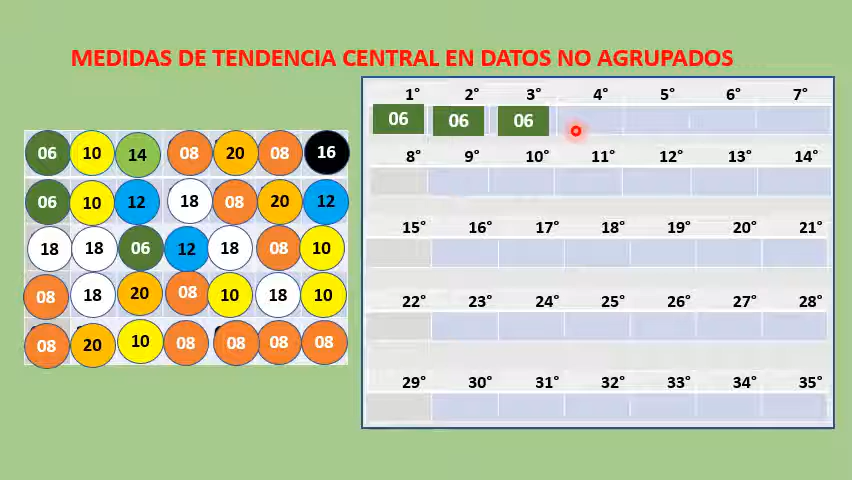 MEDIDAS DE TENDENCIA CENTRAL EN DATOS NO AGRUPADOS
06 10 14 08 20 08 16
06 10 12 18 08 20 12
18 18 06 12 18 08 10
08 18 20 08 10 18 10
08 20 10 08 08 08 08
1° 2° 3° 4° 5° 6° 7°
06 06 06
8° 9° 10° 11° 12° 13° 14°
15° 16° 17° 18° 19° 20° 21°
22° 23° 24° 25° 26° 27° 28°
29° 30° 31° 32° 33° 34° 35°